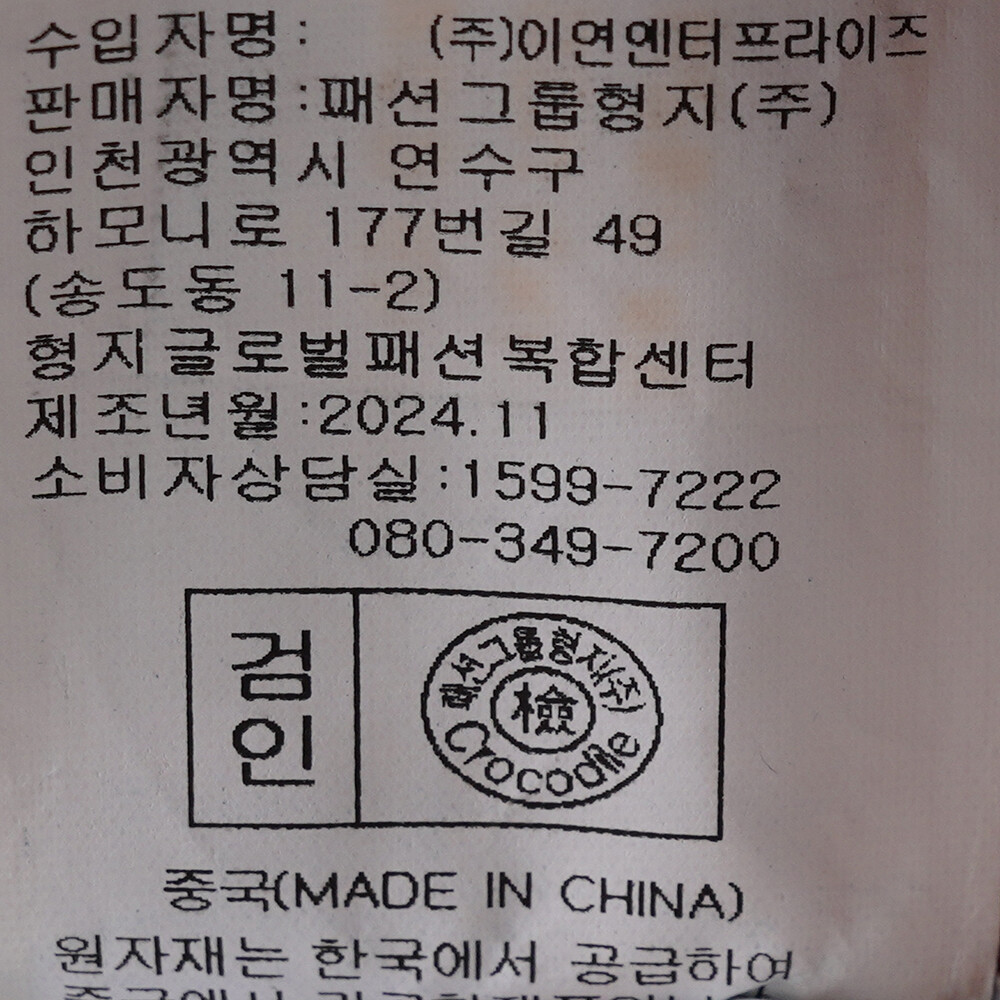 수입자명: (주)이연엔터프라이즈
판매자명:패션그룹형지(주)
인천광역시 연수구
하모니로 177번길 49
(송도동 11-2)
형지글로벌패션복합센터
제조년월:2024.11
소비자상담실:1599-7222
080-349-7200
검인
패션그룹형지(주)
檢
Crocodile
중국(MADE IN CHINA)
원자재는 한국에서 공급하여